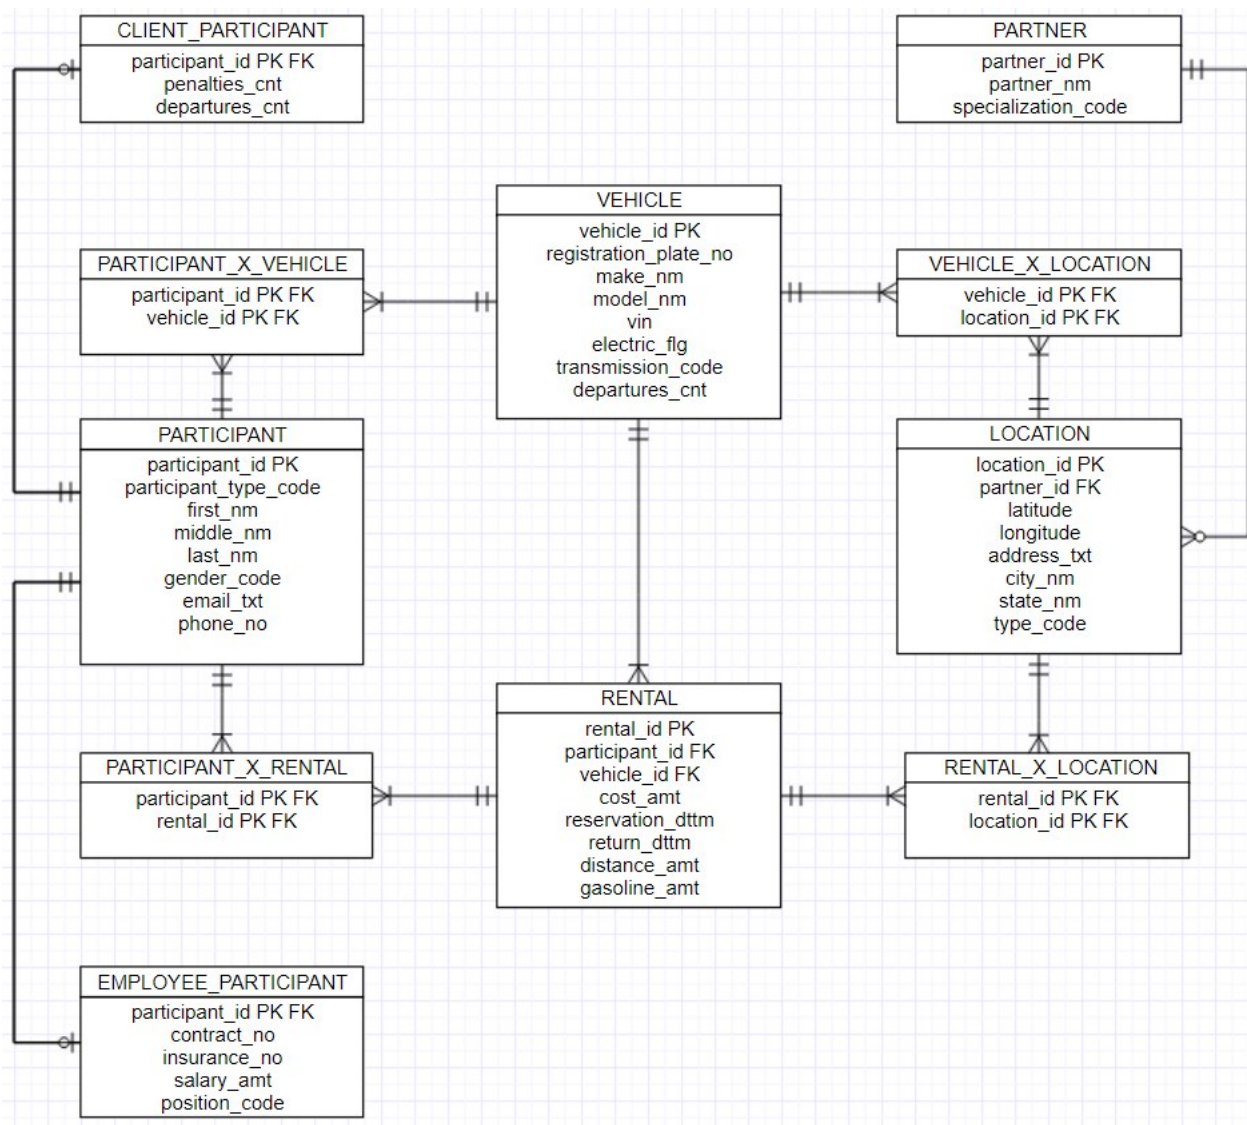 CLIENT_PARTICIPANT
participant_id PK FK
penalties_cnt
departures_cnt
PARTNER
partner_id PK
partner_nm
specialization_code
VEHICLE
vehicle_id PK
registration_plate_no
make_nm
model_nm
vin
electric_flg
transmission_code
departures_cnt
PARTICIPANT_X_VEHICLE
participant_id PK FK
vehicle_id PK FK
VEHICLE_X_LOCATION
vehicle_id PK FK
location_id PK FK
PARTICIPANT
participant_id PK
participant_type_code
first_nm
middle_nm
last_nm
gender_code
email_txt
phone_no
LOCATION
location_id PK
partner_id FK
latitude
longitude
address_txt
city_nm
state_nm
type_code
RENTAL
rental_id PK
participant_id FK
vehicle_id FK
cost_amt
reservation_dttm
return_dttm
distance_amt
gasoline_amt
PARTICIPANT_X_RENTAL
participant_id PK FK
rental_id PK FK
RENTAL_X_LOCATION
rental_id PK FK
location_id PK FK
EMPLOYEE_PARTICIPANT
participant_id PK FK
contract_no
insurance_no
salary_amt
position_code